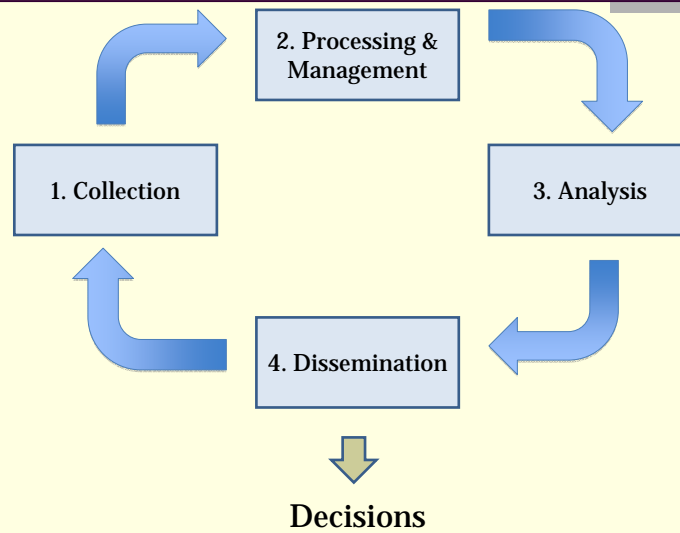 2. Processing &
Management
1. Collection
3. Analysis
4. Dissemination
Decisions